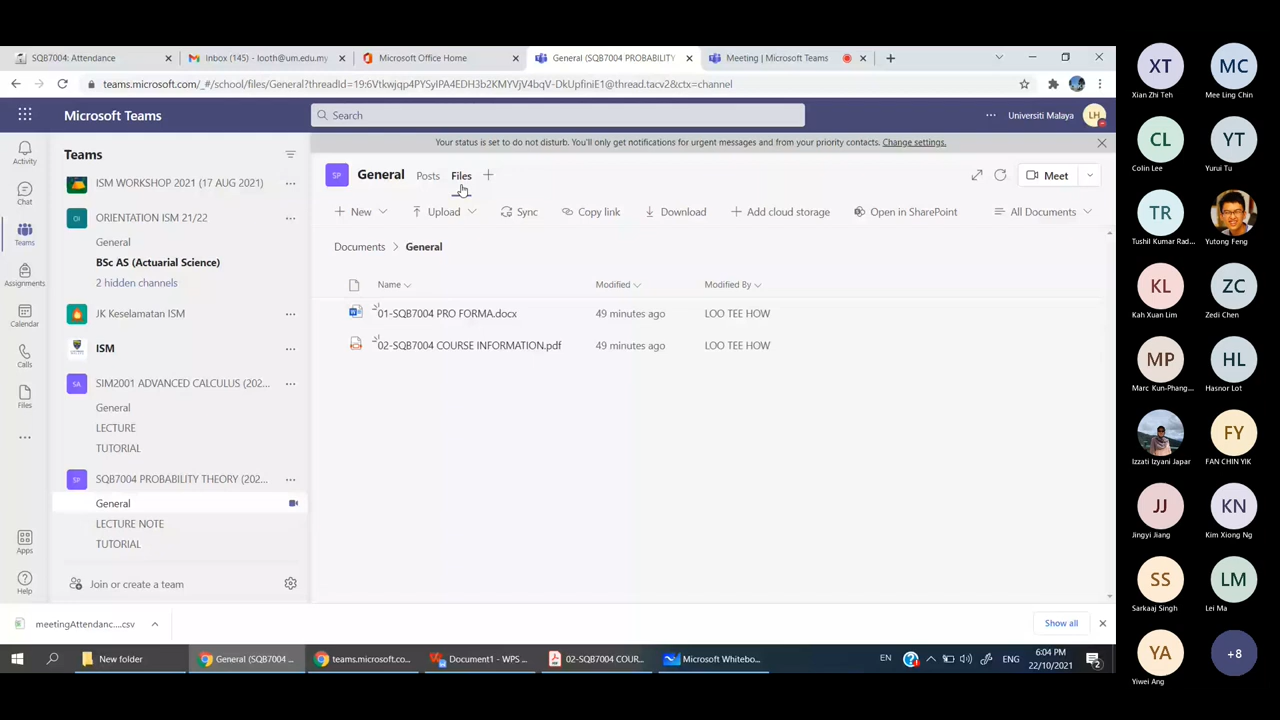 SQB7004: Attendance
Inbox (145) - looth@um.edu.my
Microsoft Office Home
General (SQB7004 PROBABILITY
Meeting | Microsoft Teams
teams.microsoft.com/_#/school/files/General?threadId=19:6Vtkwjqp4PYSyIPA4EDH3b2KMYVjV4bqV-DkUpfiniE1@thread.tacv2&ctx=channel
Microsoft Teams
Search
Universiti Malaya
LH
Your status is set to do not disturb. You'll only get notifications for urgent messages and from your priority contacts. Change settings.
Activity
Chat
Teams
Assignments
Calendar
Calls
Files
Apps
Help
Teams
ISM WORKSHOP 2021 (17 AUG 2021)
OI
ORIENTATION ISM 21/22
General
BSc AS (Actuarial Science)
2 hidden channels
JK Keselamatan ISM
ISM
SA
SIM2001 ADVANCED CALCULUS (202...
General
LECTURE
TUTORIAL
SP
SQB7004 PROBABILITY THEORY (202...
General
LECTURE NOTE
TUTORIAL
Join or create a team
SP
General
Posts
Files
Meet
New
Upload
Sync
Copy link
Download
Add cloud storage
Open in SharePoint
All Documents
Documents > General
Name
Modified
Modified By
01-SQB7004 PRO FORMA.docx
49 minutes ago
LOO TEE HOW
02-SQB7004 COURSE INFORMATION.pdf
49 minutes ago
LOO TEE HOW
meetingAttendanc....csv
Show all
New folder
General (SQB7004 ...
teams.microsoft.co...
Document1 - WPS ...
02-SQB7004 COUR...
Microsoft Whitebo...
EN
ENG
6:04 PM
22/10/2021
2
XT
Xian Zhi Teh
MC
Mee Ling Chin
CL
Colin Lee
YT
Yurui Tu
TR
Tushil Kumar Rad...
Yutong Feng
KL
Kah Xuan Lim
ZC
Zedi Chen
MP
Marc Kun-Phang...
HL
Hasnor Lot
Izzati Izyani Japar
FY
FAN CHIN YIK
JJ
Jingyi Jiang
KN
Kim Xiong Ng
SS
Sarkaaj Singh
LM
Lei Ma
YA
Yiwei Ang
+8